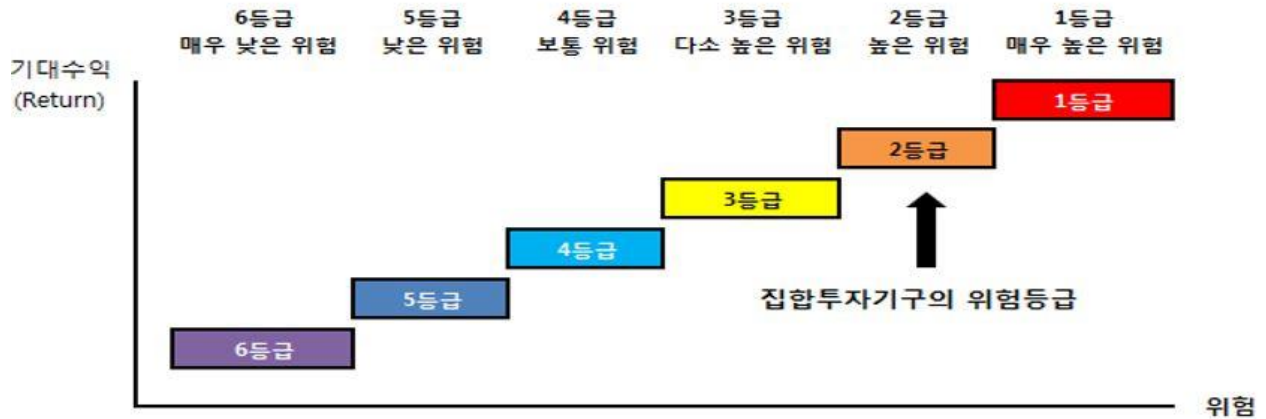 6등급 5등급 4등급 3등급 2등급 1등급
매우 낮은 위험 낮은 위험 보통 위험 다소 높은 위험 높은 위험 매우 높은 위험
기대수익
(Return)
1등급
2등급
3등급
4등급
집합투자기구의 위험등급
5등급
6등급
위험